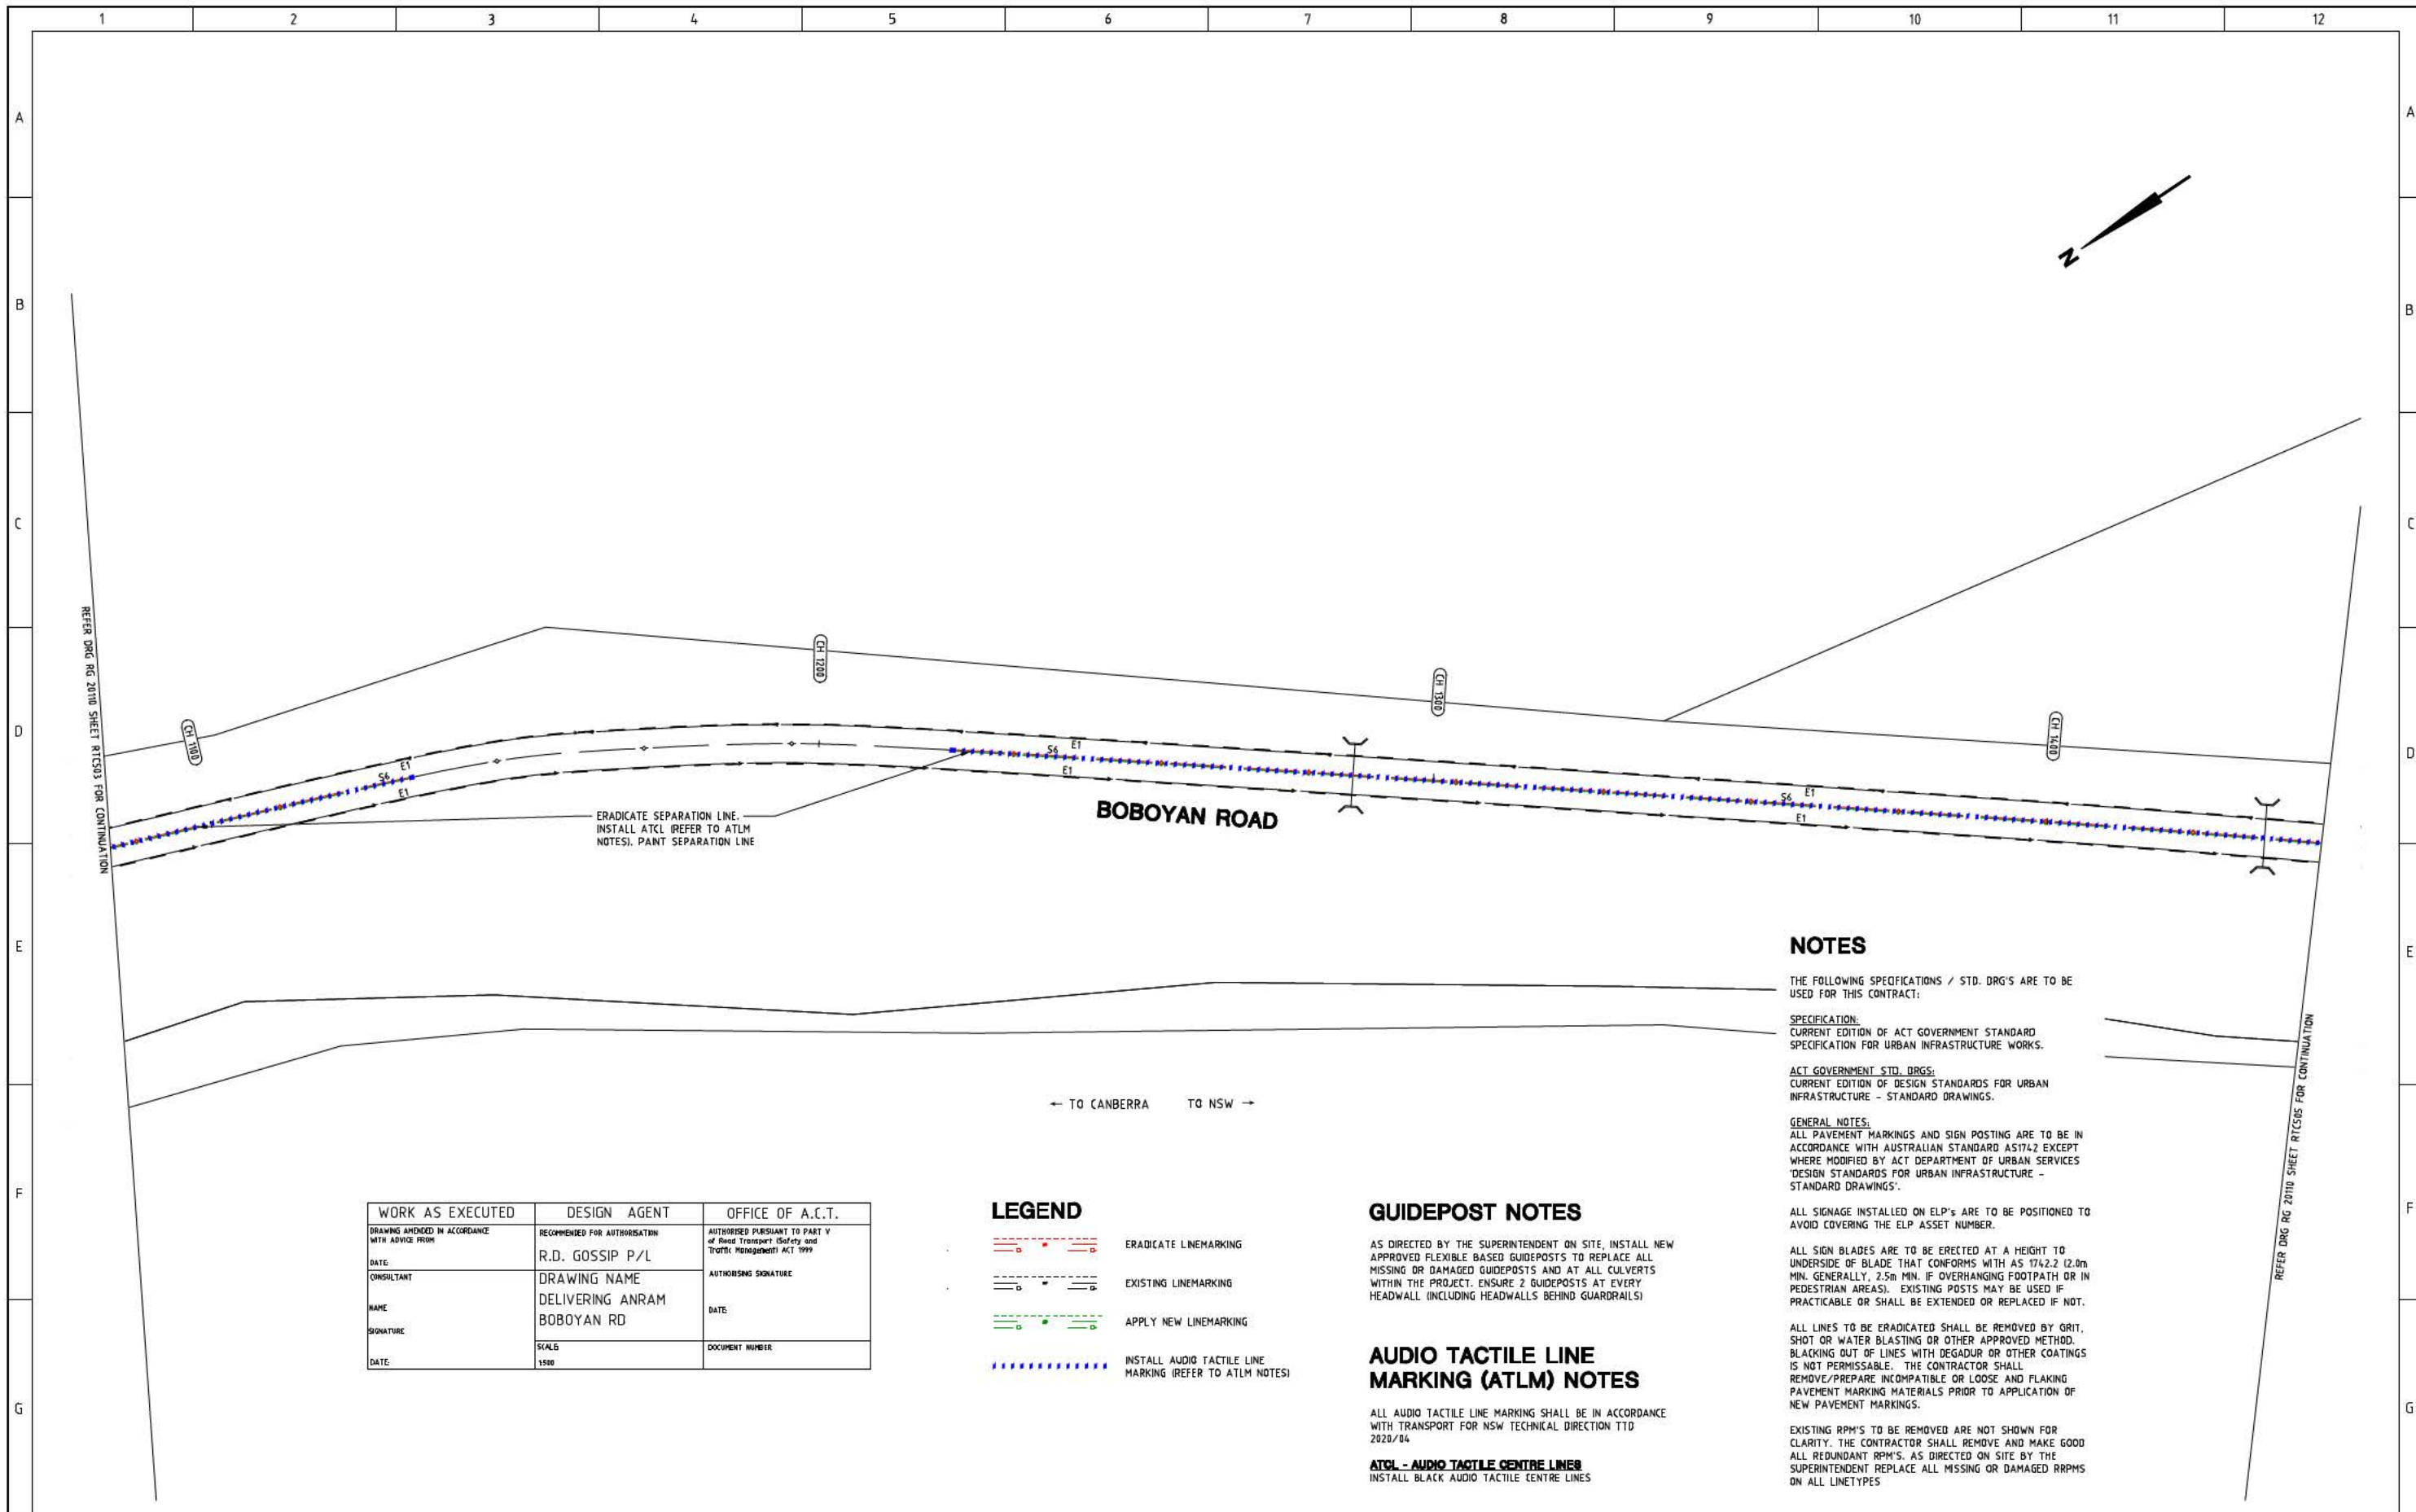 1 2 3 4 5 6 7 8 9 10 11 12
A A
B B
C C
D D
E E
F F
G G
N
REFER DRG RG 20110 SHEET RTC503 FOR CONTINUATION
CH 1100
CH 1200
CH 1300
CH 1400
S6 E1
E1
S6 E1
E1
S6 E1
E1
ERADICATE SEPARATION LINE.
INSTALL ATCL (REFER TO ATLM
NOTES). PAINT SEPARATION LINE
BOBOYAN ROAD
REFER DRG RG 20110 SHEET RTC505 FOR CONTINUATION
← TO CANBERRA TO NSW →
WORK AS EXECUTED
DRAWING AMENDED IN ACCORDANCE
WITH ADVICE FROM
DATE:
CONSULTANT
NAME
SIGNATURE
DATE:
DESIGN AGENT
RECOMMENDED FOR AUTHORISATION
R.D. GOSSIP P/L
DRAWING NAME
DELIVERING ANRAM
BOBOYAN RD
SCALE:
1:500
OFFICE OF A.C.T.
AUTHORISED PURSUANT TO PART V
of Road Transport (Safety and
Traffic Management) ACT 1999
AUTHORISING SIGNATURE
DATE:
DOCUMENT NUMBER
LEGEND
ERADICATE LINEMARKING
EXISTING LINEMARKING
APPLY NEW LINEMARKING
INSTALL AUDIO TACTILE LINE
MARKING (REFER TO ATLM NOTES)
GUIDEPOST NOTES
AS DIRECTED BY THE SUPERINTENDENT ON SITE, INSTALL NEW
APPROVED FLEXIBLE BASED GUIDEPOSTS TO REPLACE ALL
MISSING OR DAMAGED GUIDEPOSTS AND AT ALL CULVERTS
WITHIN THE PROJECT. ENSURE 2 GUIDEPOSTS AT EVERY
HEADWALL (INCLUDING HEADWALLS BEHIND GUARDRAILS)
AUDIO TACTILE LINE
MARKING (ATLM) NOTES
ALL AUDIO TACTILE LINE MARKING SHALL BE IN ACCORDANCE
WITH TRANSPORT FOR NSW TECHNICAL DIRECTION TTD
2020/04
ATCL - AUDIO TACTILE CENTRE LINES
INSTALL BLACK AUDIO TACTILE CENTRE LINES
NOTES
THE FOLLOWING SPECIFICATIONS / STD. DRG'S ARE TO BE
USED FOR THIS CONTRACT:
SPECIFICATION:
CURRENT EDITION OF ACT GOVERNMENT STANDARD
SPECIFICATION FOR URBAN INFRASTRUCTURE WORKS.
ACT GOVERNMENT STD. DRGS:
CURRENT EDITION OF DESIGN STANDARDS FOR URBAN
INFRASTRUCTURE - STANDARD DRAWINGS.
GENERAL NOTES:
ALL PAVEMENT MARKINGS AND SIGN POSTING ARE TO BE IN
ACCORDANCE WITH AUSTRALIAN STANDARD AS1742 EXCEPT
WHERE MODIFIED BY ACT DEPARTMENT OF URBAN SERVICES
'DESIGN STANDARDS FOR URBAN INFRASTRUCTURE -
STANDARD DRAWINGS'.
ALL SIGNAGE INSTALLED ON ELP's ARE TO BE POSITIONED TO
AVOID COVERING THE ELP ASSET NUMBER.
ALL SIGN BLADES ARE TO BE ERECTED AT A HEIGHT TO
UNDERSIDE OF BLADE THAT CONFORMS WITH AS 1742.2 (2.0m
MIN. GENERALLY, 2.5m MIN. IF OVERHANGING FOOTPATH OR IN
PEDESTRIAN AREAS). EXISTING POSTS MAY BE USED IF
PRACTICABLE OR SHALL BE EXTENDED OR REPLACED IF NOT.
ALL LINES TO BE ERADICATED SHALL BE REMOVED BY GRIT,
SHOT OR WATER BLASTING OR OTHER APPROVED METHOD.
BLACKING OUT OF LINES WITH DEGADUR OR OTHER COATINGS
IS NOT PERMISSABLE. THE CONTRACTOR SHALL
REMOVE/PREPARE INCOMPATIBLE OR LOOSE AND FLAKING
PAVEMENT MARKING MATERIALS PRIOR TO APPLICATION OF
NEW PAVEMENT MARKINGS.
EXISTING RPM'S TO BE REMOVED ARE NOT SHOWN FOR
CLARITY. THE CONTRACTOR SHALL REMOVE AND MAKE GOOD
ALL REDUNDANT RPM'S. AS DIRECTED ON SITE BY THE
SUPERINTENDENT REPLACE ALL MISSING OR DAMAGED RRPMS
ON ALL LINETYPES